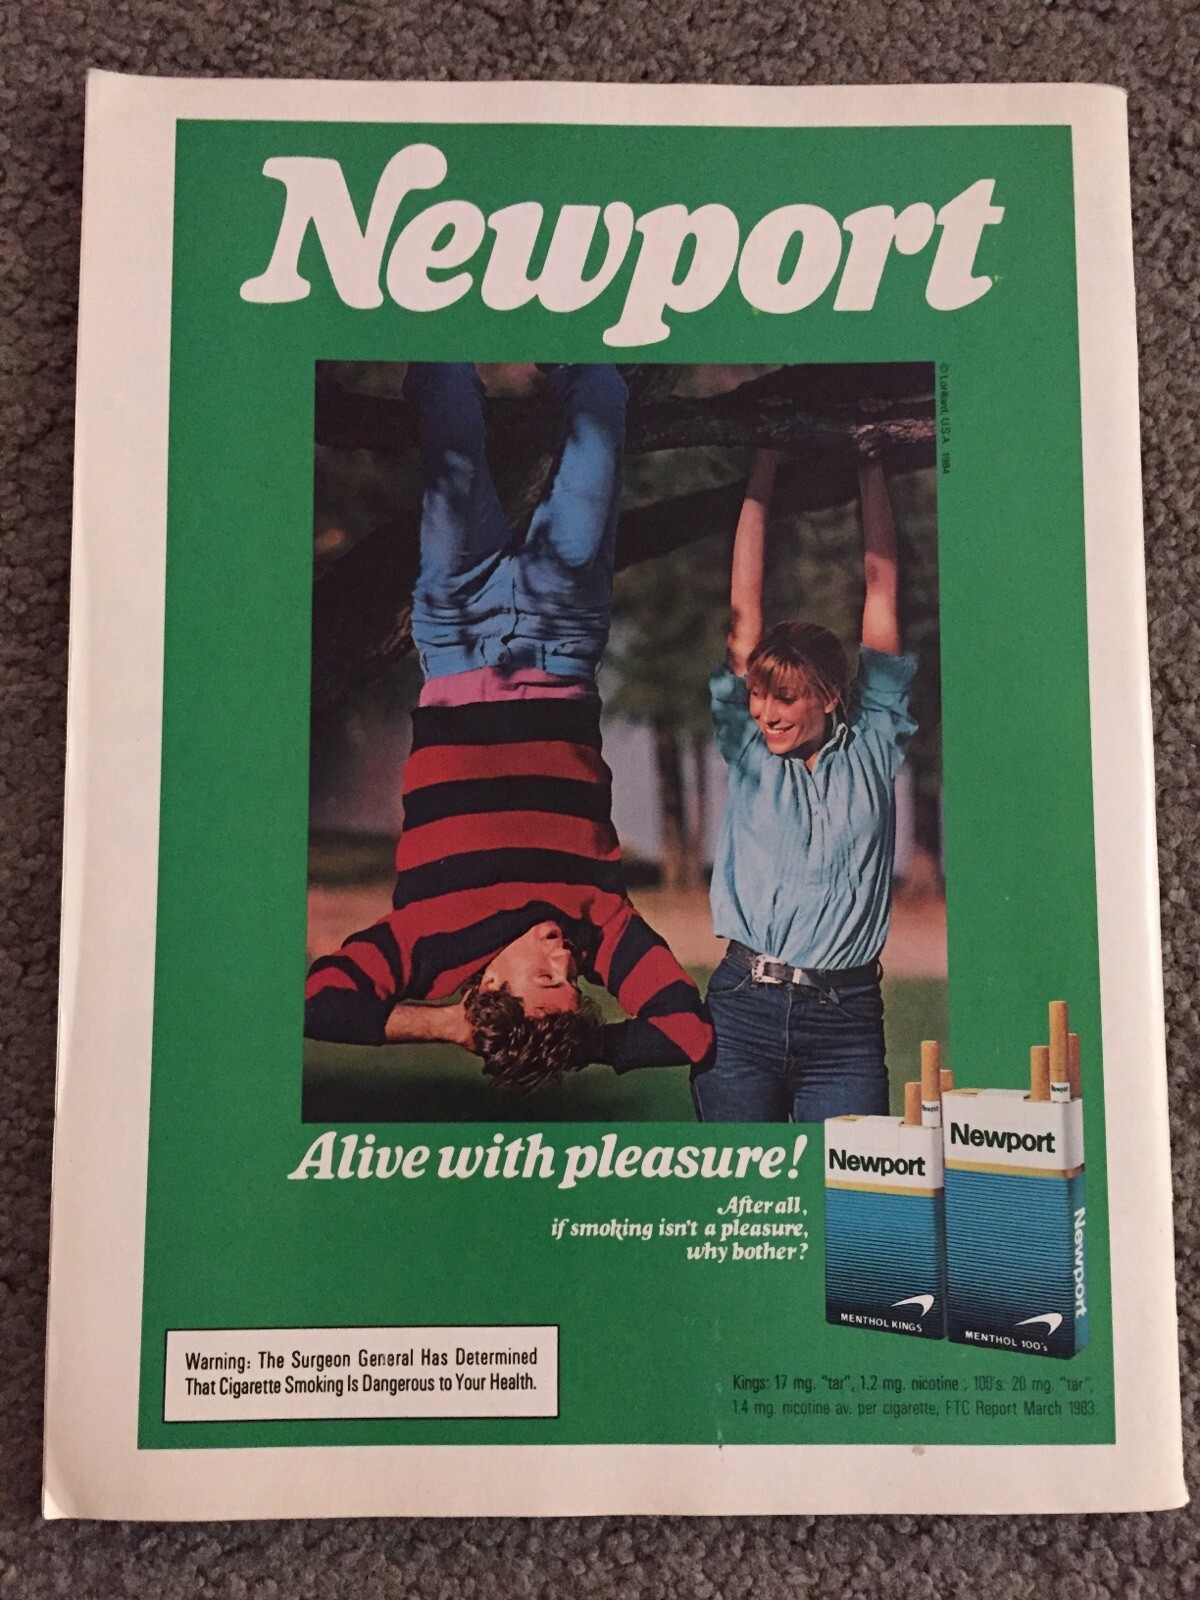 Newport
© Lorillard, U.S.A., 1984
Alive with pleasure!
After all,
if smoking isn't a pleasure,
why bother?
Newport
Newport
Newport
Newport
Newport
MENTHOL KINGS
MENTHOL 100's
Warning: The Surgeon General Has Determined
That Cigarette Smoking Is Dangerous to Your Health.
Kings: 17 mg. "tar", 1.2 mg. nicotine, 100's: 20 mg. "tar",
1.4 mg. nicotine av. per cigarette, FTC Report March 1983.